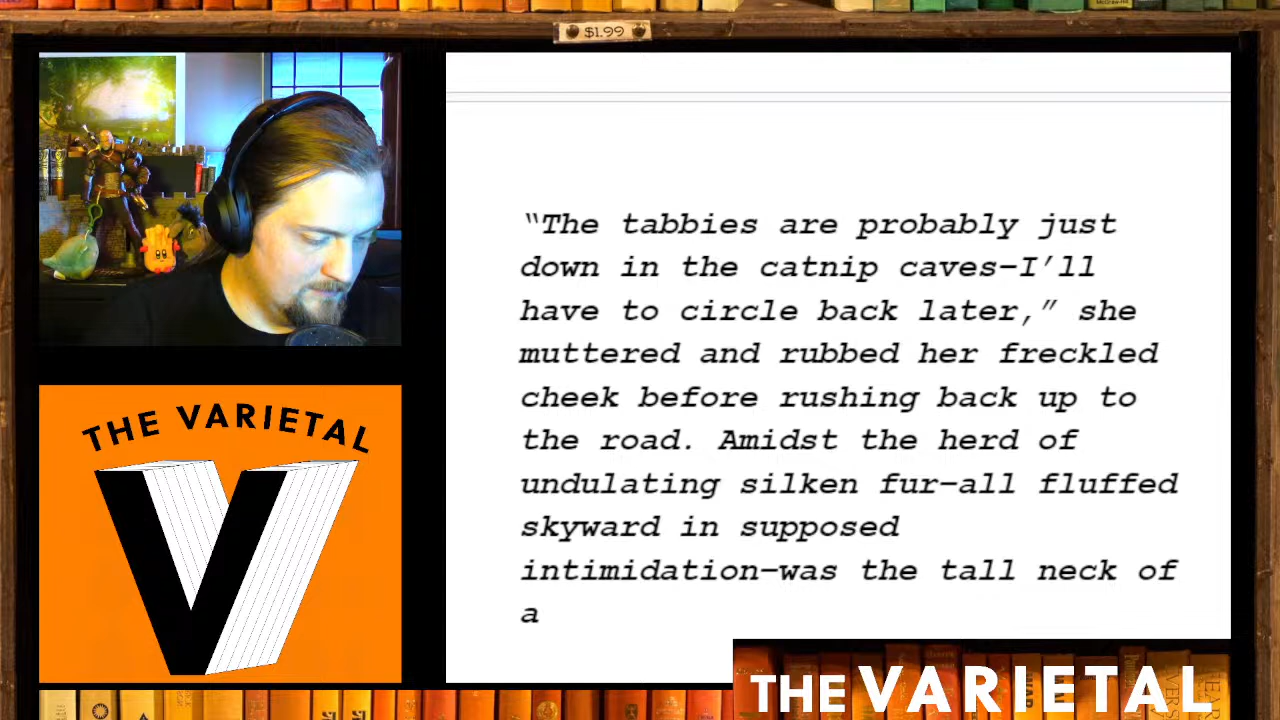 $1.99
"The tabbies are probably just
down in the catnip caves–I'll
have to circle back later," she
muttered and rubbed her freckled
cheek before rushing back up to
the road. Amidst the herd of
undulating silken fur–all fluffed
skyward in supposed
intimidation–was the tall neck of
a
THE VARIETAL
THE VARIETAL